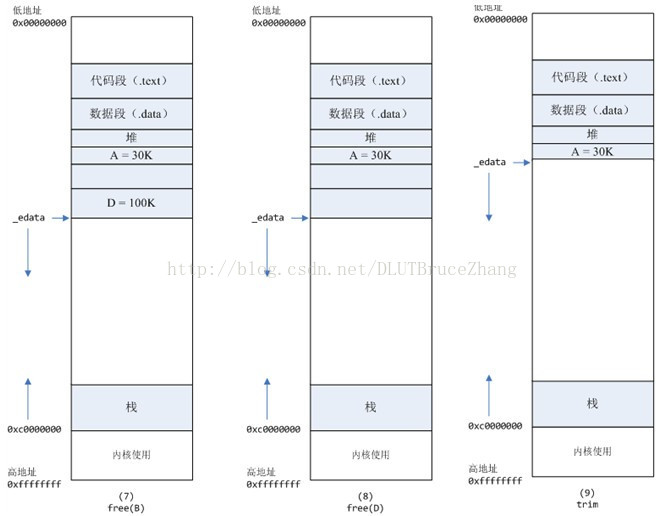 低地址
0x00000000
代码段（.text）
数据段（.data）
堆
A = 30K
D = 100K
_edata
栈
0xc0000000
内核使用
高地址
0xffffffff
(7)
free(B)
低地址
0x00000000
代码段（.text）
数据段（.data）
堆
A = 30K
_edata
栈
0xc0000000
内核使用
高地址
0xffffffff
(8)
free(D)
低地址
0x00000000
代码段（.text）
数据段（.data）
堆
A = 30K
_edata
栈
0xc0000000
内核使用
高地址
0xffffffff
(9)
trim
http://blog.csdn.net/DLUTBruceZhang